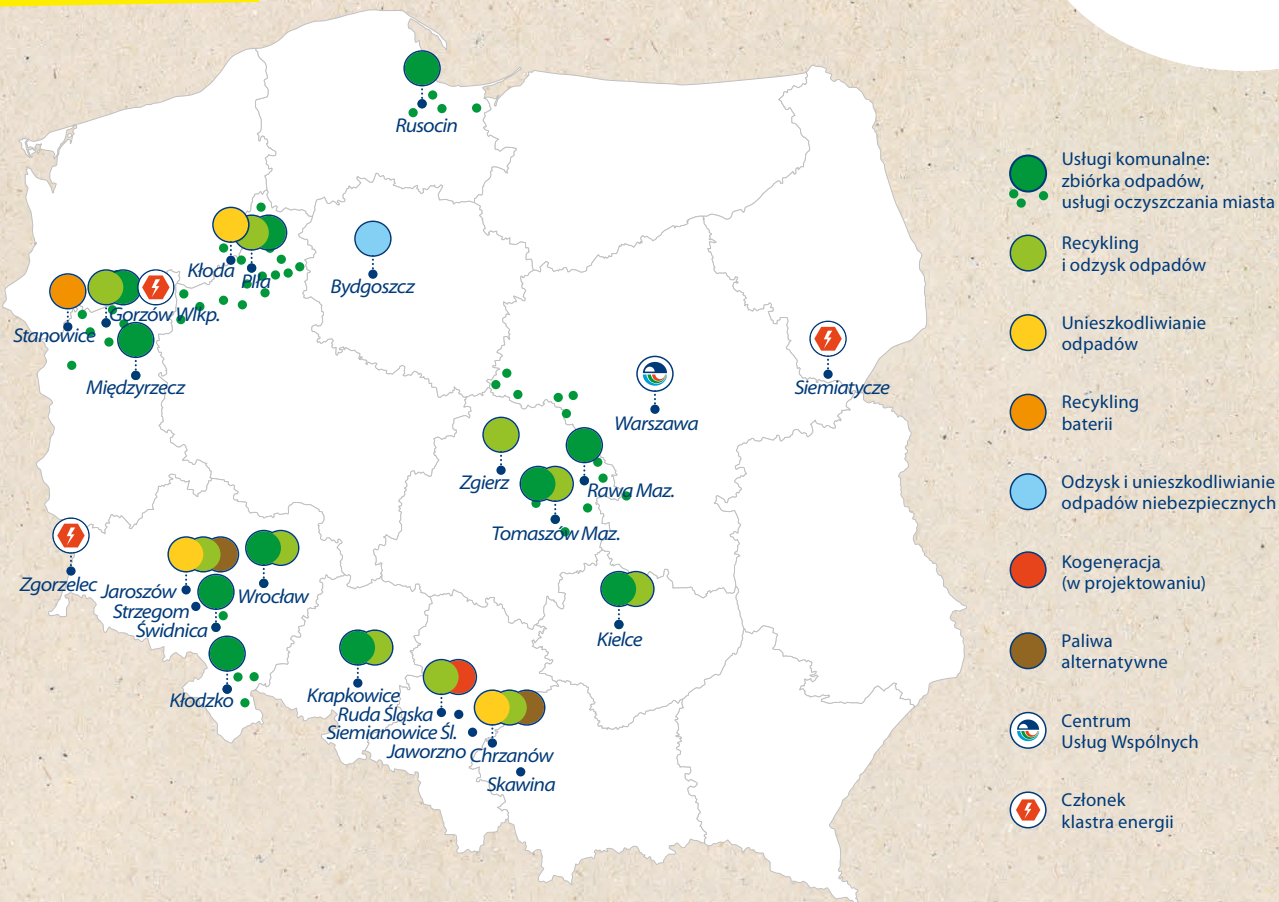 Rusocin
Kłoda
Piła
Bydgoszcz
Gorzów Wlkp.
Stanowice
Międzyrzecz
Siemiatycze
Warszawa
Zgierz
Rawa Maz.
Tomaszów Maz.
Zgorzelec
Jaroszów
Wrocław
Strzegom
Świdnica
Kielce
Kłodzko
Krapkowice
Ruda Śląska
Siemianowice Śl.
Jaworzno
Chrzanów
Skawina
Usługi komunalne:
zbiórka odpadów,
usługi oczyszczania miasta
Recykling
i odzysk odpadów
Unieszkodliwianie
odpadów
Recykling
baterii
Odzysk i unieszkodliwianie
odpadów niebezpiecznych
Kogeneracja
(w projektowaniu)
Paliwa
alternatywne
Centrum
Usług Wspólnych
Członek
klastra energii